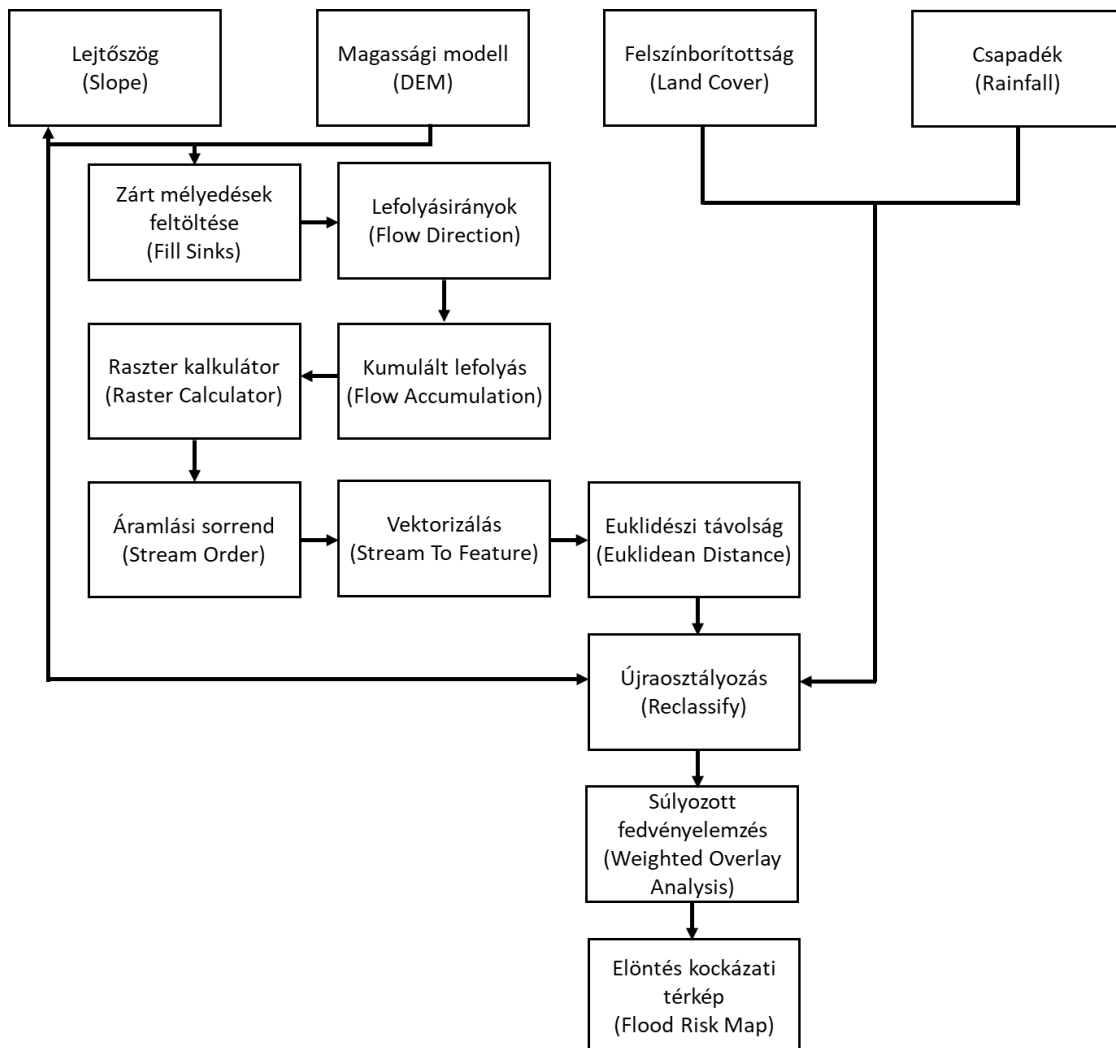 Lejtőszög
(Slope)
Magassági modell
(DEM)
Felszínborítottság
(Land Cover)
Csapadék
(Rainfall)
Zárt mélyedések
feltöltése
(Fill Sinks)
Lefolyásirányok
(Flow Direction)
Raszter kalkulátor
(Raster Calculator)
Kumulált lefolyás
(Flow Accumulation)
Áramlási sorrend
(Stream Order)
Vektorizálás
(Stream To Feature)
Euklidészi távolság
(Euklidean Distance)
Újraosztályozás
(Reclassify)
Súlyozott
fedvényelemzés
(Weighted Overlay
Analysis)
Elöntés kockázati
térkép
(Flood Risk Map)